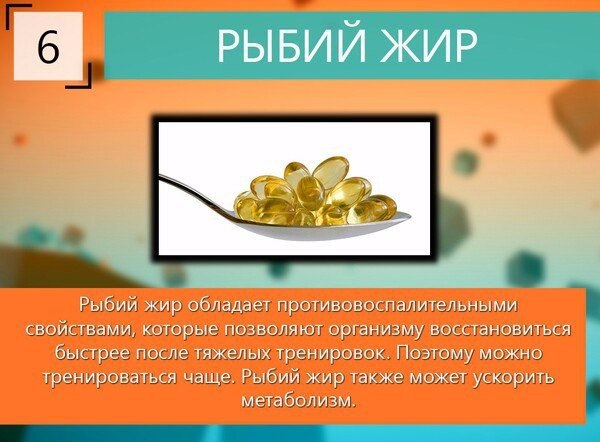 6
РЫБИЙ ЖИР
Рыбий жир обладает противовоспалительными
свойствами, которые позволяют организму восстановиться
быстрее после тяжелых тренировок. Поэтому можно
тренироваться чаще. Рыбий жир также может ускорить
метаболизм.